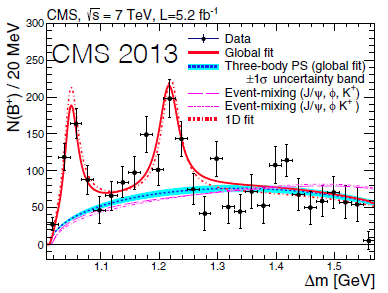 CMS, √s = 7 TeV, L=5.2 fb⁻¹
N(B⁺) / 20 MeV
300
250
200
150
100
50
0
CMS 2013
Data
Global fit
Three-body PS (global fit)
±1σ uncertainty band
Event-mixing (J/ψ, φ, K⁺)
Event-mixing (J/ψ, φ K⁺)
1D fit
1.1 1.2 1.3 1.4 1.5
Δm [GeV]